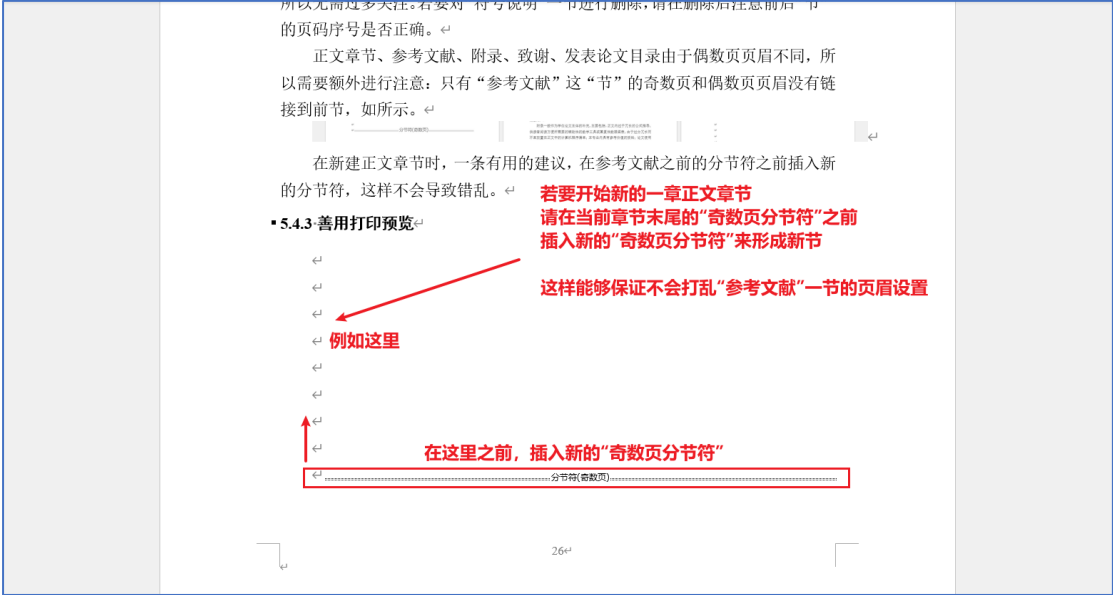 所以无需过多关注。若要对“符号说明”一节进行删除,请在删除后注意前后“节”
的页码序号是否正确。
正文章节、参考文献、附录、致谢、发表论文目录由于偶数页页眉不同，所
以需要额外进行注意：只有“参考文献”这“节”的奇数页和偶数页页眉没有链
接到前节，如所示。
分节符(奇数页)
在新建正文章节时，一条有用的建议，在参考文献之前的分节符之前插入新
的分节符，这样不会导致错乱。
若要开始新的一章正文章节
请在当前章节末尾的“奇数页分节符”之前
插入新的“奇数页分节符”来形成新节
5.4.3 善用打印预览
这样能够保证不会打乱“参考文献”一节的页眉设置
例如这里
在这里之前，插入新的“奇数页分节符”
分节符(奇数页)
26